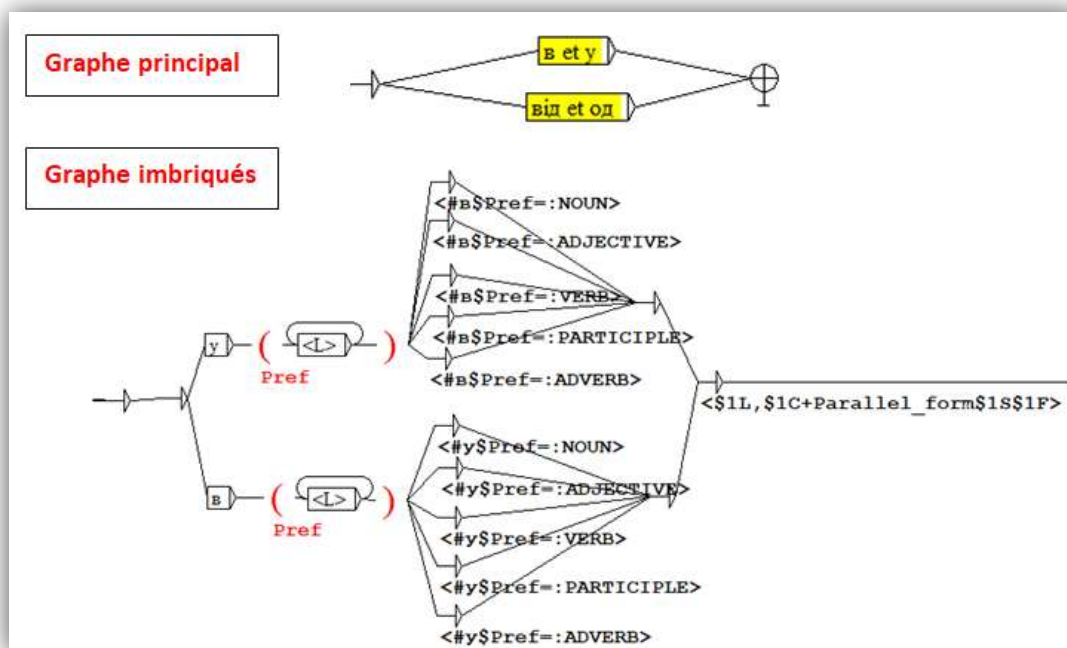 Graphe principal
в et у
від et од
Graphe imbriqués
<#в$Pref=:NOUN>
<#в$Pref=:ADJECTIVE>
<#в$Pref=:VERB>
<#в$Pref=:PARTICIPLE>
<#в$Pref=:ADVERB>
у ( <L> )
Pref
<$1L,$1C+Parallel_form$1S$1F>
<#у$Pref=:NOUN>
<#у$Pref=:ADJECTIVE>
<#у$Pref=:VERB>
<#у$Pref=:PARTICIPLE>
<#у$Pref=:ADVERB>
в ( <L> )
Pref